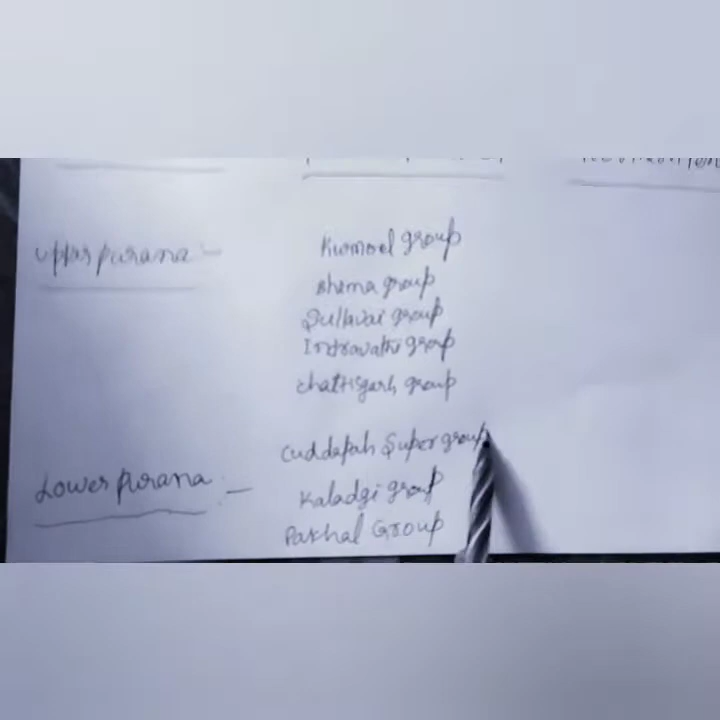 Upper purana :-
Kurnool group
Bhema group
Sullavai group
Indravathi group
Chattisgarh group
Cuddapah Super group
Lower purana :-
Kaladgi group
Pakhal Group